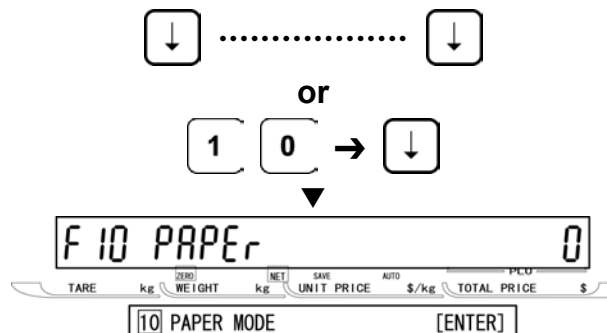 ↓ .................. ↓
or
1 0 → ↓
▼
F 10 PAPEr 0
ZERO NET SAVE AUTO PLU
TARE kg WEIGHT kg UNIT PRICE $/kg TOTAL PRICE $
10 PAPER MODE [ENTER]